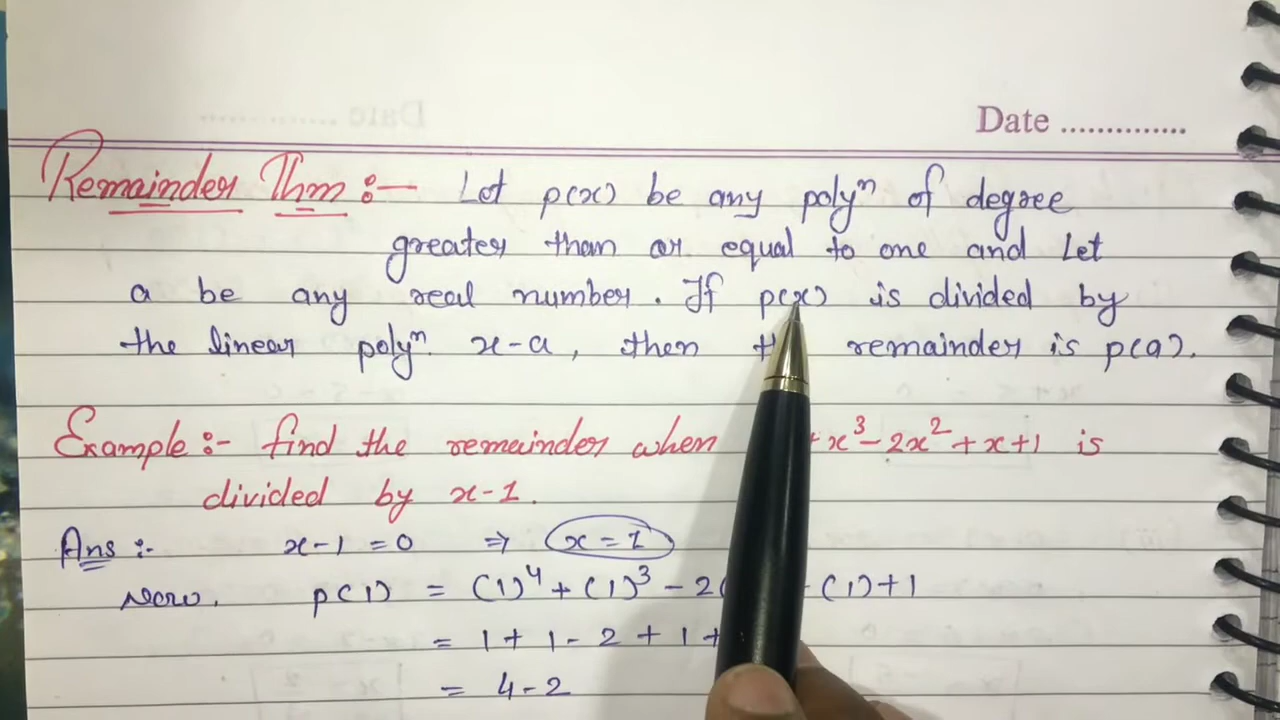 Date ..............
Remainder Thm :- Let p(x) be any polyⁿ of degree
greater than or equal to one and Let
a be any real number. If p(x) is divided by
the linear polyⁿ x-a, then remainder is p(a).
Example :- find the remainder when + x³ - 2x² + x + 1 is
divided by x-1.
Ans :- x-1 = 0 ⇒ x = 1
Now, p(1) = (1)⁴ + (1)³ - 2( (1) + 1
= 1 + 1 - 2 + 1 +
= 4 - 2